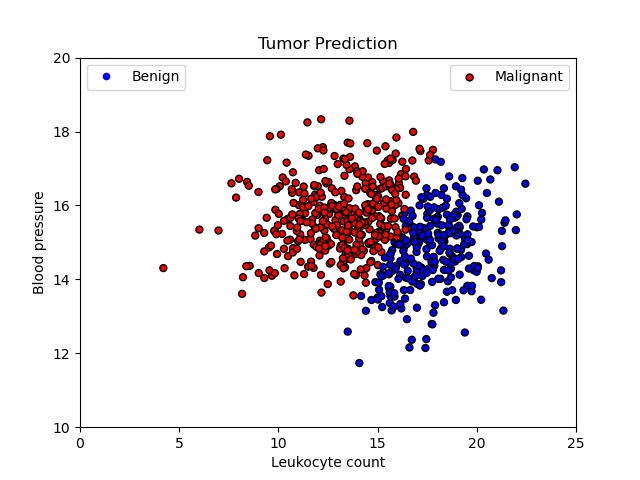 Tumor Prediction
Benign
Malignant
20
18
16
14
12
10
Blood pressure
0 5 10 15 20 25
Leukocyte count